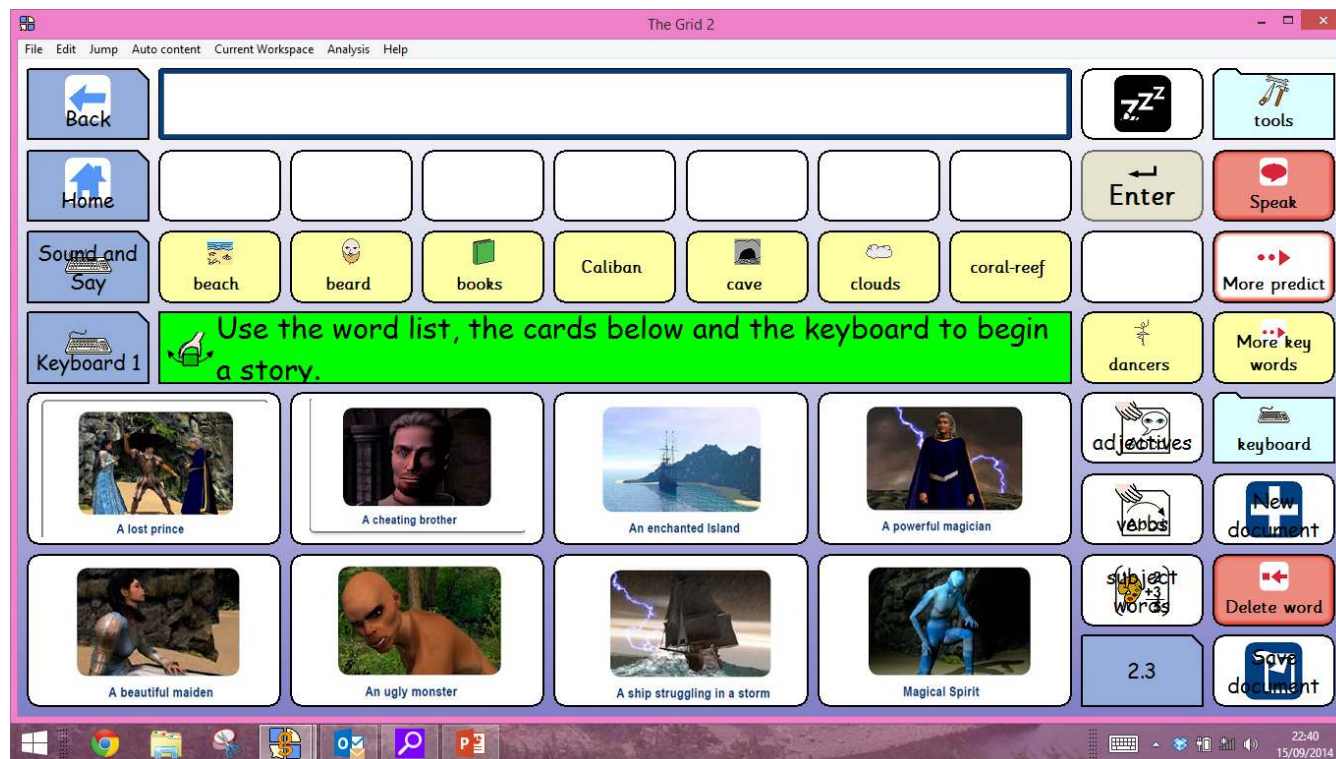 The Grid 2
File Edit Jump Auto content Current Workspace Analysis Help
Back
zzz
tools
Home
Enter
Speak
Sound and
Say
beach
beard
books
Caliban
cave
clouds
coral-reef
More predict
Keyboard 1
Use the word list, the cards below and the keyboard to begin
a story.
dancers
More key
words
A lost prince
A cheating brother
An enchanted Island
A powerful magician
adjectives
keyboard
verbs
New
document
A beautiful maiden
An ugly monster
A ship struggling in a storm
Magical Spirit
subject
words
Delete word
2.3
Save
document
22:40
15/09/2014